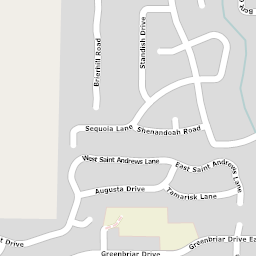 Brierhill Road
Standish Drive
Sequoia Lane
Shenandoah Road
West Saint Andrews Lane
East Saint Andrews Lane
Augusta Drive
Tamarisk Lane
t Drive
Greenbriar Drive
Greenbriar Drive Ea